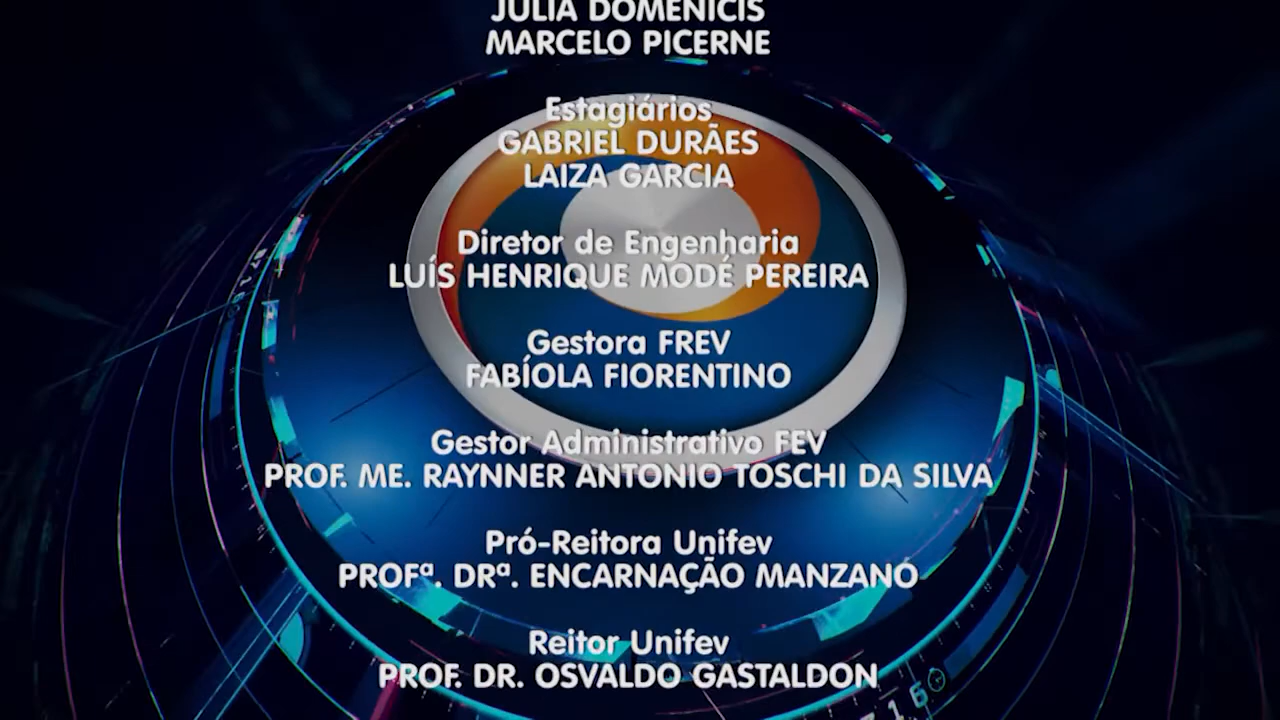 JÚLIA DOMENICIS
MARCELO PICERNE
Estagiários
GABRIEL DURÃES
LAIZA GARCIA
Diretor de Engenharia
LUÍS HENRIQUE MODÉ PEREIRA
Gestora FREV
FABÍOLA FIORENTINO
Gestor Administrativo FEV
PROF. ME. RAYNNER ANTONIO TOSCHI DA SILVA
Pró-Reitora Unifev
PROFª. DRª. ENCARNAÇÃO MANZANO
Reitor Unifev
PROF. DR. OSVALDO GASTALDON